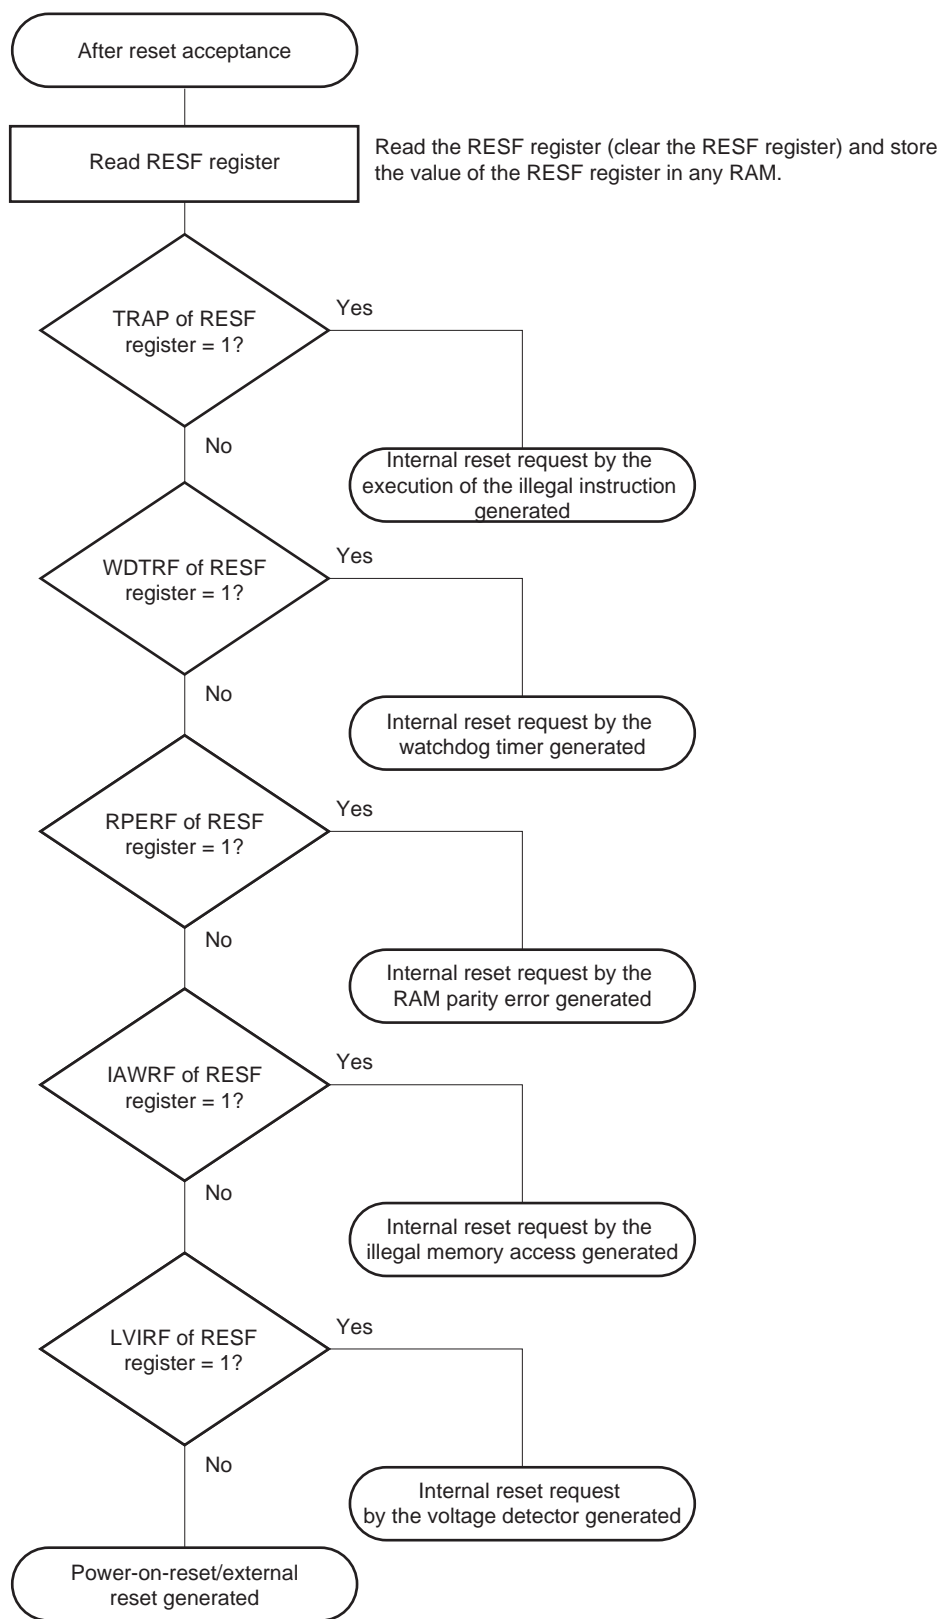 After reset acceptance
Read RESF register
Read the RESF register (clear the RESF register) and store
the value of the RESF register in any RAM.
TRAP of RESF
register = 1?
Yes
No
Internal reset request by the
execution of the illegal instruction
generated
WDTRF of RESF
register = 1?
Yes
No
Internal reset request by the
watchdog timer generated
RPERF of RESF
register = 1?
Yes
No
Internal reset request by the
RAM parity error generated
IAWRF of RESF
register = 1?
Yes
No
Internal reset request by the
illegal memory access generated
LVIRF of RESF
register = 1?
Yes
No
Internal reset request
by the voltage detector generated
Power-on-reset/external
reset generated